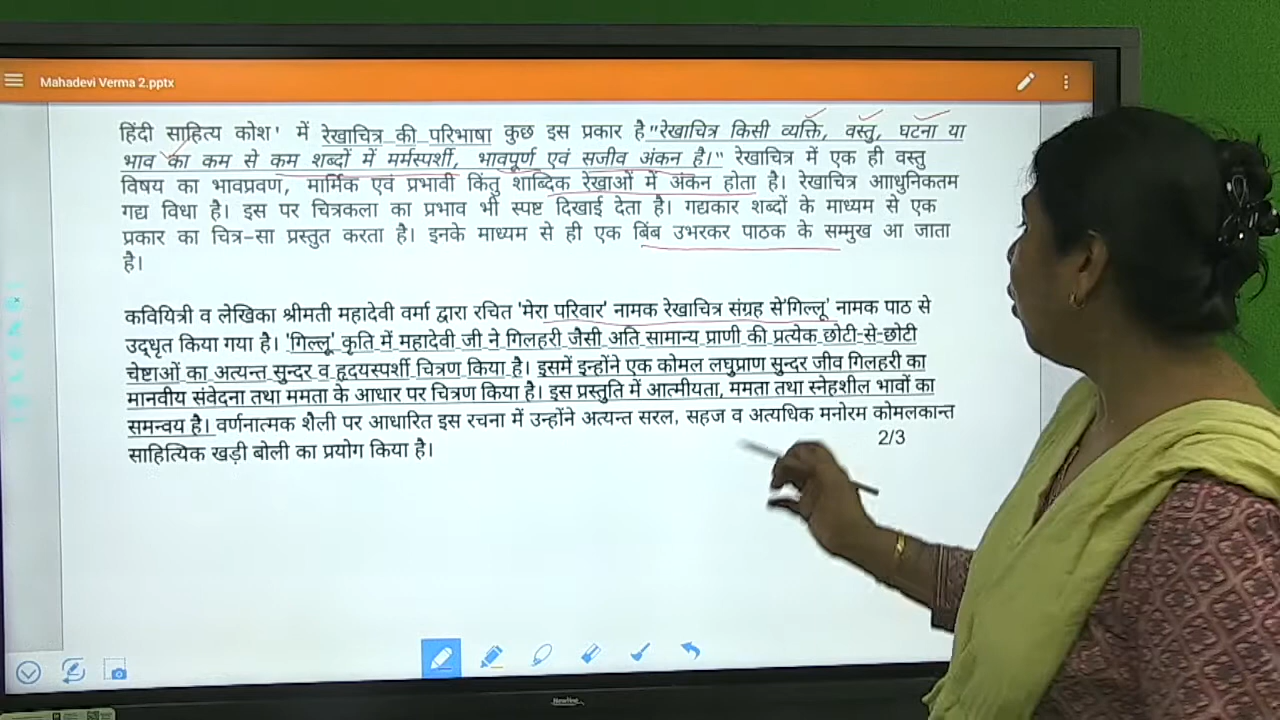 Mahadevi Verma 2.pptx
हिंदी साहित्य कोश' में रेखाचित्र की परिभाषा कुछ इस प्रकार है "रेखाचित्र किसी व्यक्ति, वस्तु, घटना या
भाव का कम से कम शब्दों में मर्मस्पर्शी, भावपूर्ण एवं सजीव अंकन है।" रेखाचित्र में एक ही वस्तु
विषय का भावप्रवण, मार्मिक एवं प्रभावी किंतु शाब्दिक रेखाओं में अंकन होता है। रेखाचित्र आाधुनिकतम
गद्य विधा है। इस पर चित्रकला का प्रभाव भी स्पष्ट दिखाई देता है। गद्यकार शब्दों के माध्यम से एक
प्रकार का चित्र-सा प्रस्तुत करता है। इनके माध्यम से ही एक बिंब उभरकर पाठक के सम्मुख आ जाता
है।
कवियित्री व लेखिका श्रीमती महादेवी वर्मा द्वारा रचित 'मेरा परिवार' नामक रेखाचित्र संग्रह से'गिल्लू' नामक पाठ से
उद्धृत किया गया है। 'गिल्लू' कृति में महादेवी जी ने गिलहरी जैसी अति सामान्य प्राणी की प्रत्येक छोटी-से-छोटी
चेष्टाओं का अत्यन्त सुन्दर व हृदयस्पर्शी चित्रण किया है। इसमें इन्होंने एक कोमल लघुप्राण सुन्दर जीव गिलहरी का
मानवीय संवेदना तथा ममता के आधार पर चित्रण किया है। इस प्रस्तुति में आत्मीयता, ममता तथा स्नेहशील भावों का
समन्वय है। वर्णनात्मक शैली पर आधारित इस रचना में उन्होंने अत्यन्त सरल, सहज व अत्यधिक मनोरम कोमलकान्त
साहित्यिक खड़ी बोली का प्रयोग किया है।
2/3
Newline